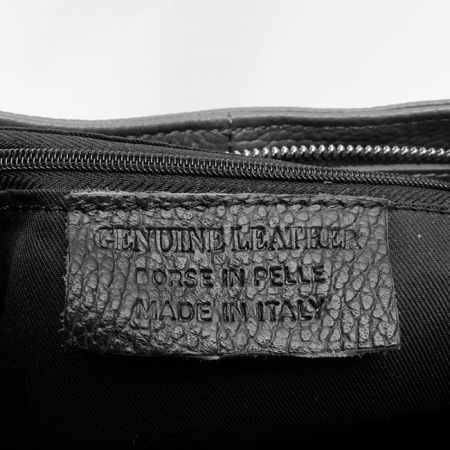 GENUINE LEATHER
BORSE IN PELLE
MADE IN ITALY